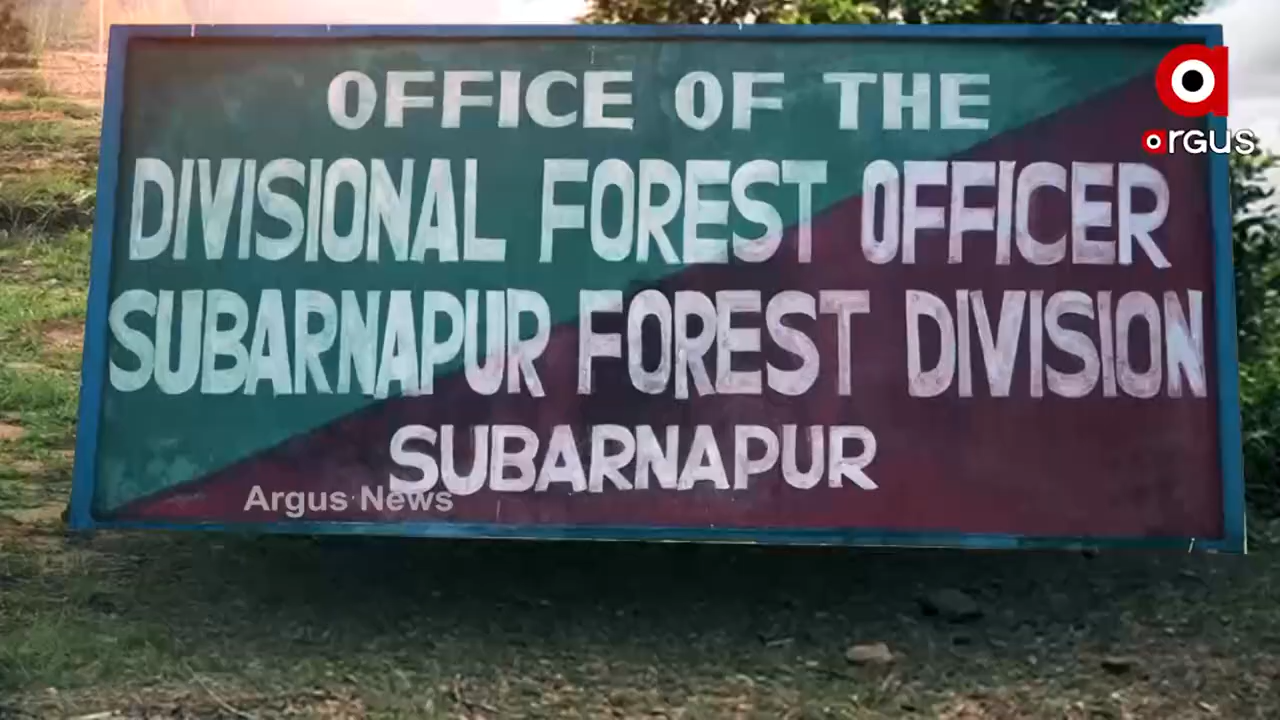 OFFICE OF THE
DIVISIONAL FOREST OFFICER
SUBARNAPUR FOREST DIVISION
SUBARNAPUR
Argus News
a
argus